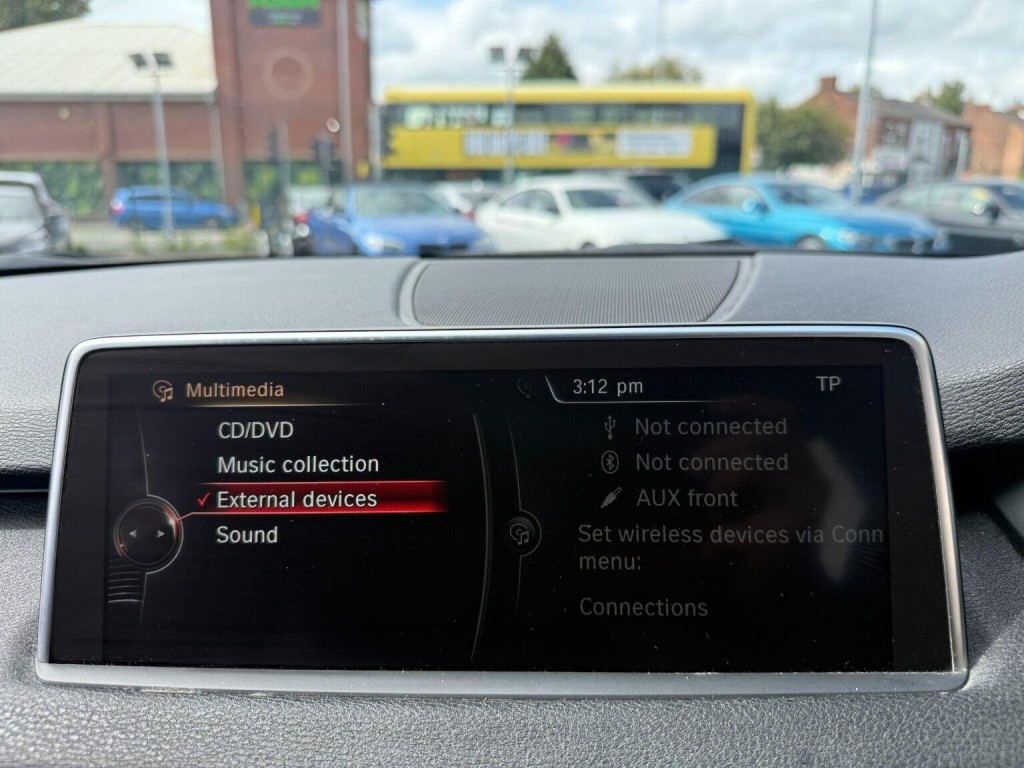 Multimedia
CD/DVD
Music collection
External devices
Sound
3:12 pm
TP
Not connected
Not connected
AUX front
Set wireless devices via Conn
menu:
Connections